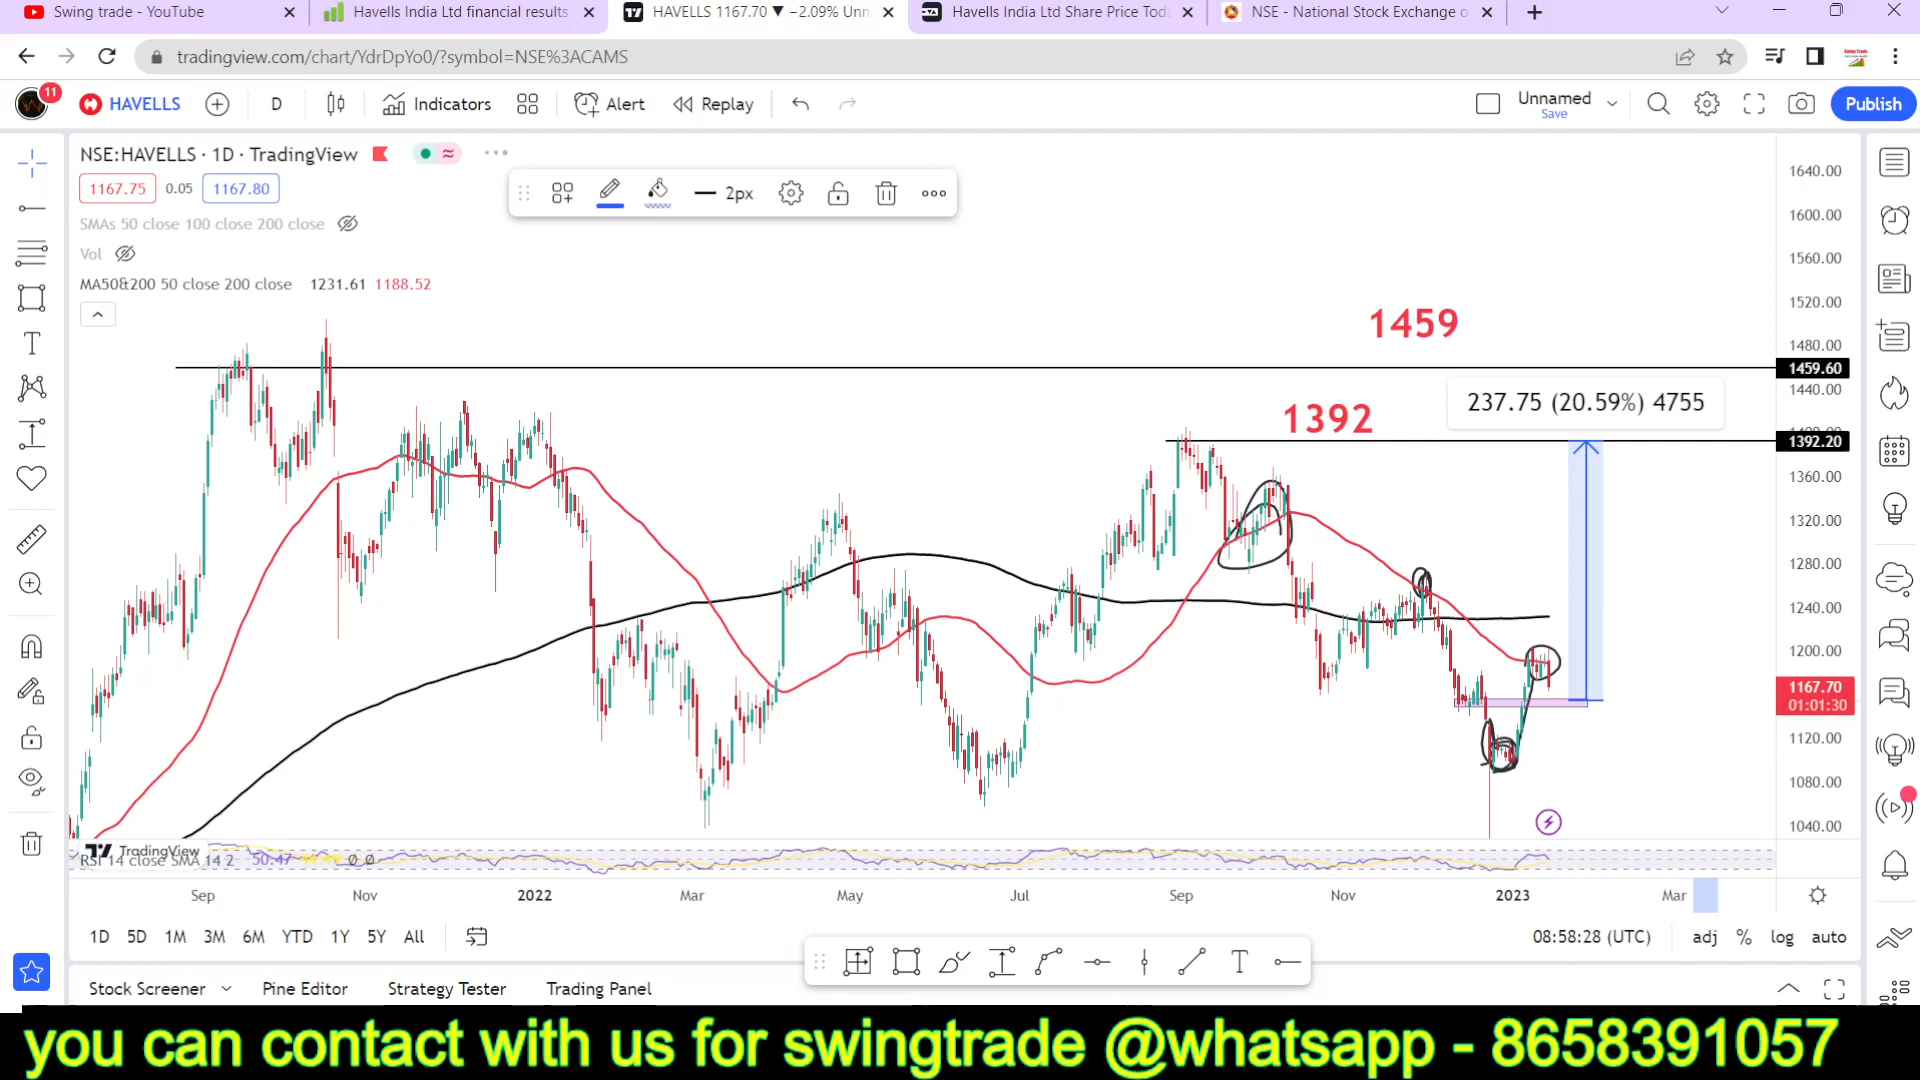 Swing trade - YouTube
Havells India Ltd financial results
HAVELLS 1167.70 ▼ −2.09% Unn
Havells India Ltd Share Price Toda
NSE - National Stock Exchange o
tradingview.com/chart/YdrDpYo0/?symbol=NSE%3ACAMS
11
HAVELLS
D
Indicators
Alert
Replay
Unnamed
Save
Publish
NSE:HAVELLS · 1D · TradingView
1167.75
0.05
1167.80
2px
SMAs 50 close 100 close 200 close
Vol
MA50&200 50 close 200 close 1231.61 1188.52
1459
1392
237.75 (20.59%) 4755
1640.00
1600.00
1560.00
1520.00
1480.00
1459.60
1440.00
1392.20
1360.00
1320.00
1280.00
1240.00
1200.00
1167.70
01:01:30
1120.00
1080.00
1040.00
TradingView
RSI 14 close SMA 14 2 50.47
Sep
Nov
2022
Mar
May
Jul
Sep
Nov
2023
Mar
1D 5D 1M 3M 6M YTD 1Y 5Y All
08:58:28 (UTC)
adj % log auto
Stock Screener
Pine Editor
Strategy Tester
Trading Panel
you can contact with us for swingtrade @whatsapp - 8658391057